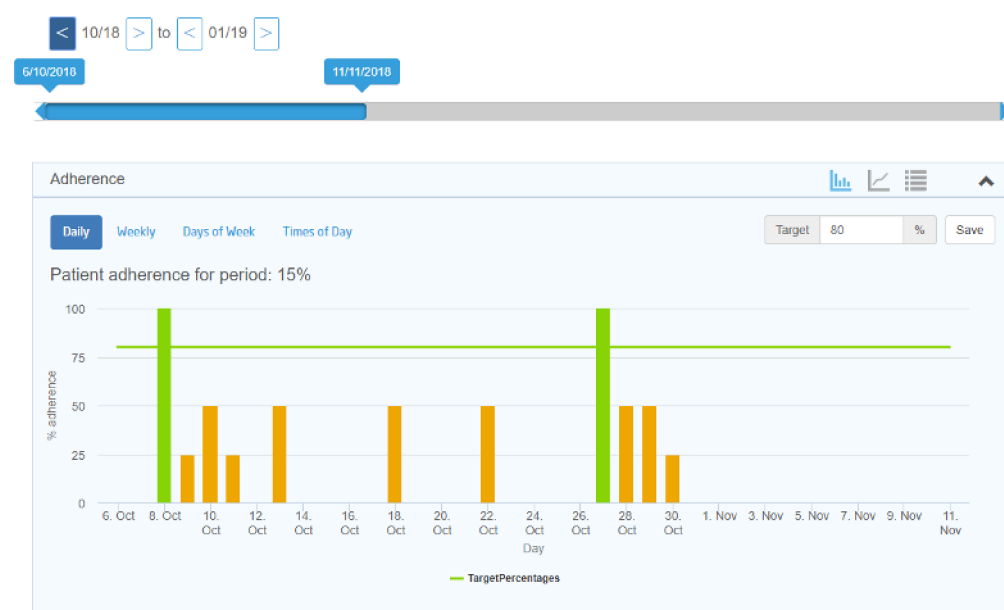 < 10/18 > to < 01/19 >
6/10/2018 11/11/2018
Adherence
Daily Weekly Days of Week Times of Day Target 80 % Save
Patient adherence for period: 15%
100
75
50
25
0
% adherence
6. Oct 8. Oct 10. Oct 12. Oct 14. Oct 16. Oct 18. Oct 20. Oct 22. Oct 24. Oct 26. Oct 28. Oct 30. Oct 1. Nov 3. Nov 5. Nov 7. Nov 9. Nov 11. Nov
Day
TargetPercentages